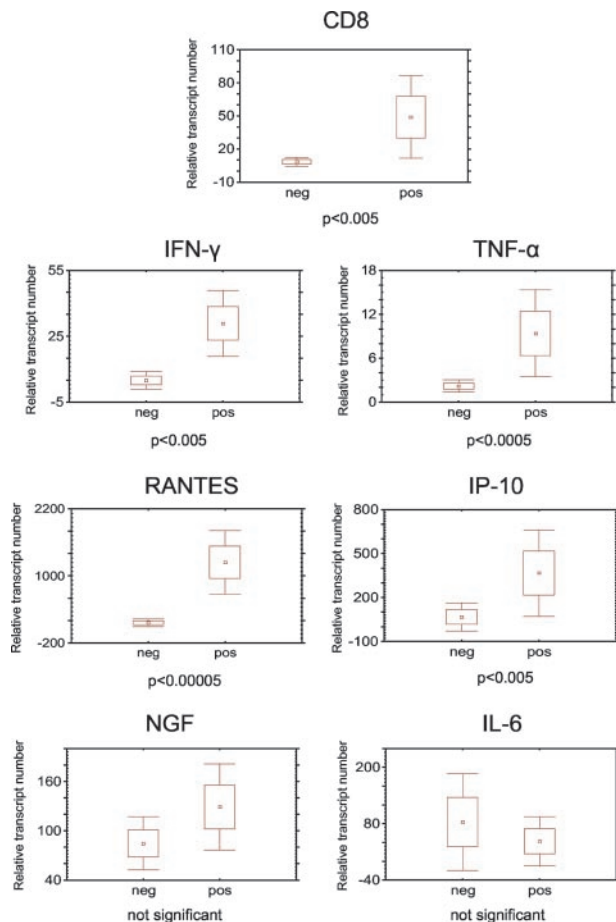 CD8
Relative transcript number
110
80
50
20
-10
neg pos
p<0.005
IFN-γ
Relative transcript number
55
25
-5
neg pos
p<0.005
TNF-α
Relative transcript number
18
12
6
0
neg pos
p<0.0005
RANTES
Relative transcript number
2200
1000
-200
neg pos
p<0.00005
IP-10
Relative transcript number
800
500
200
-100
neg pos
p<0.005
NGF
Relative transcript number
160
100
40
neg pos
not significant
IL-6
Relative transcript number
200
80
-40
neg pos
not significant